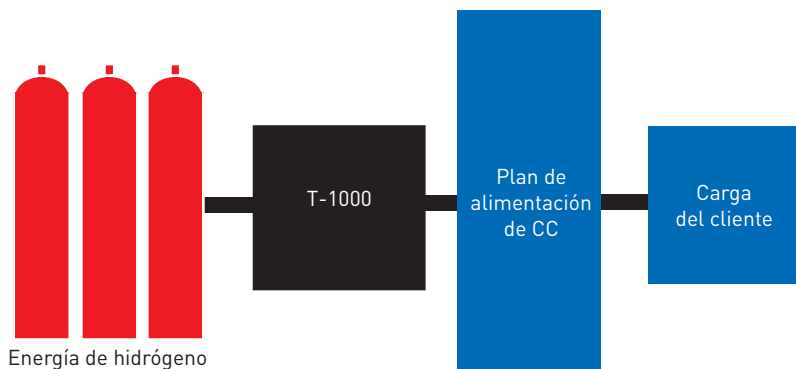 T-1000
Plan de
alimentación
de CC
Carga
del cliente
Energía de hidrógeno